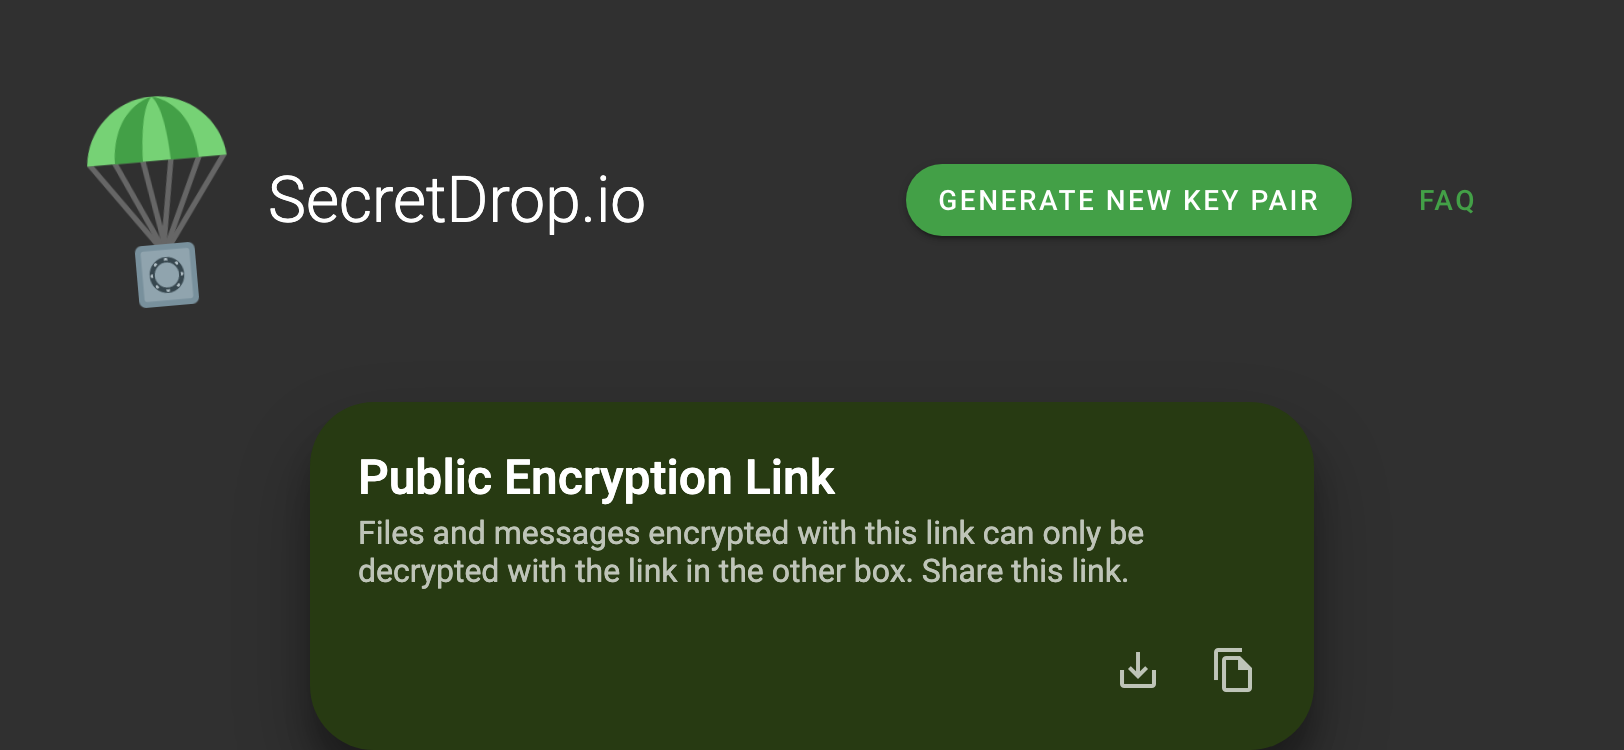 SecretDrop.io
GENERATE NEW KEY PAIR
FAQ
Public Encryption Link
Files and messages encrypted with this link can only be
decrypted with the link in the other box. Share this link.